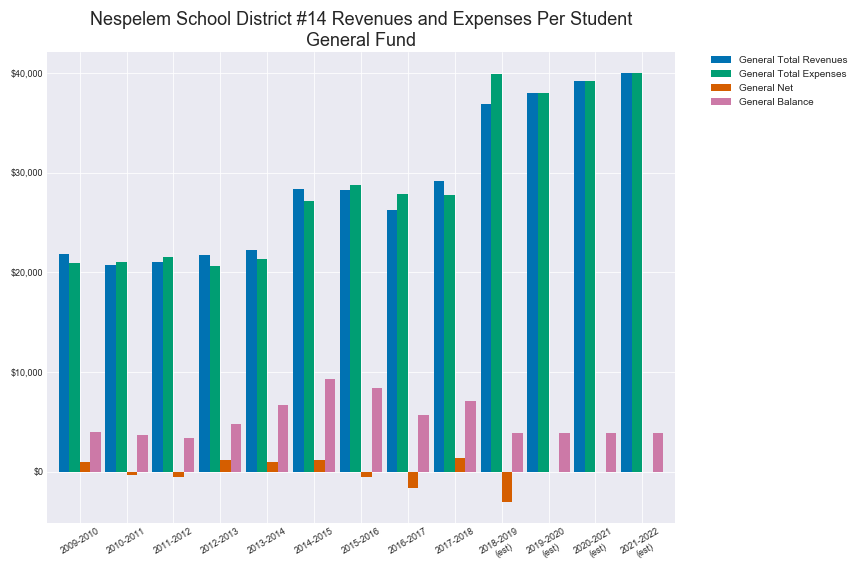 Nespelem School District #14 Revenues and Expenses Per Student
General Fund
General Total Revenues
General Total Expenses
General Net
General Balance
$40,000
$30,000
$20,000
$10,000
$0
2009-2010
2010-2011
2011-2012
2012-2013
2013-2014
2014-2015
2015-2016
2016-2017
2017-2018
2018-2019
(est)
2019-2020
(est)
2020-2021
(est)
2021-2022
(est)